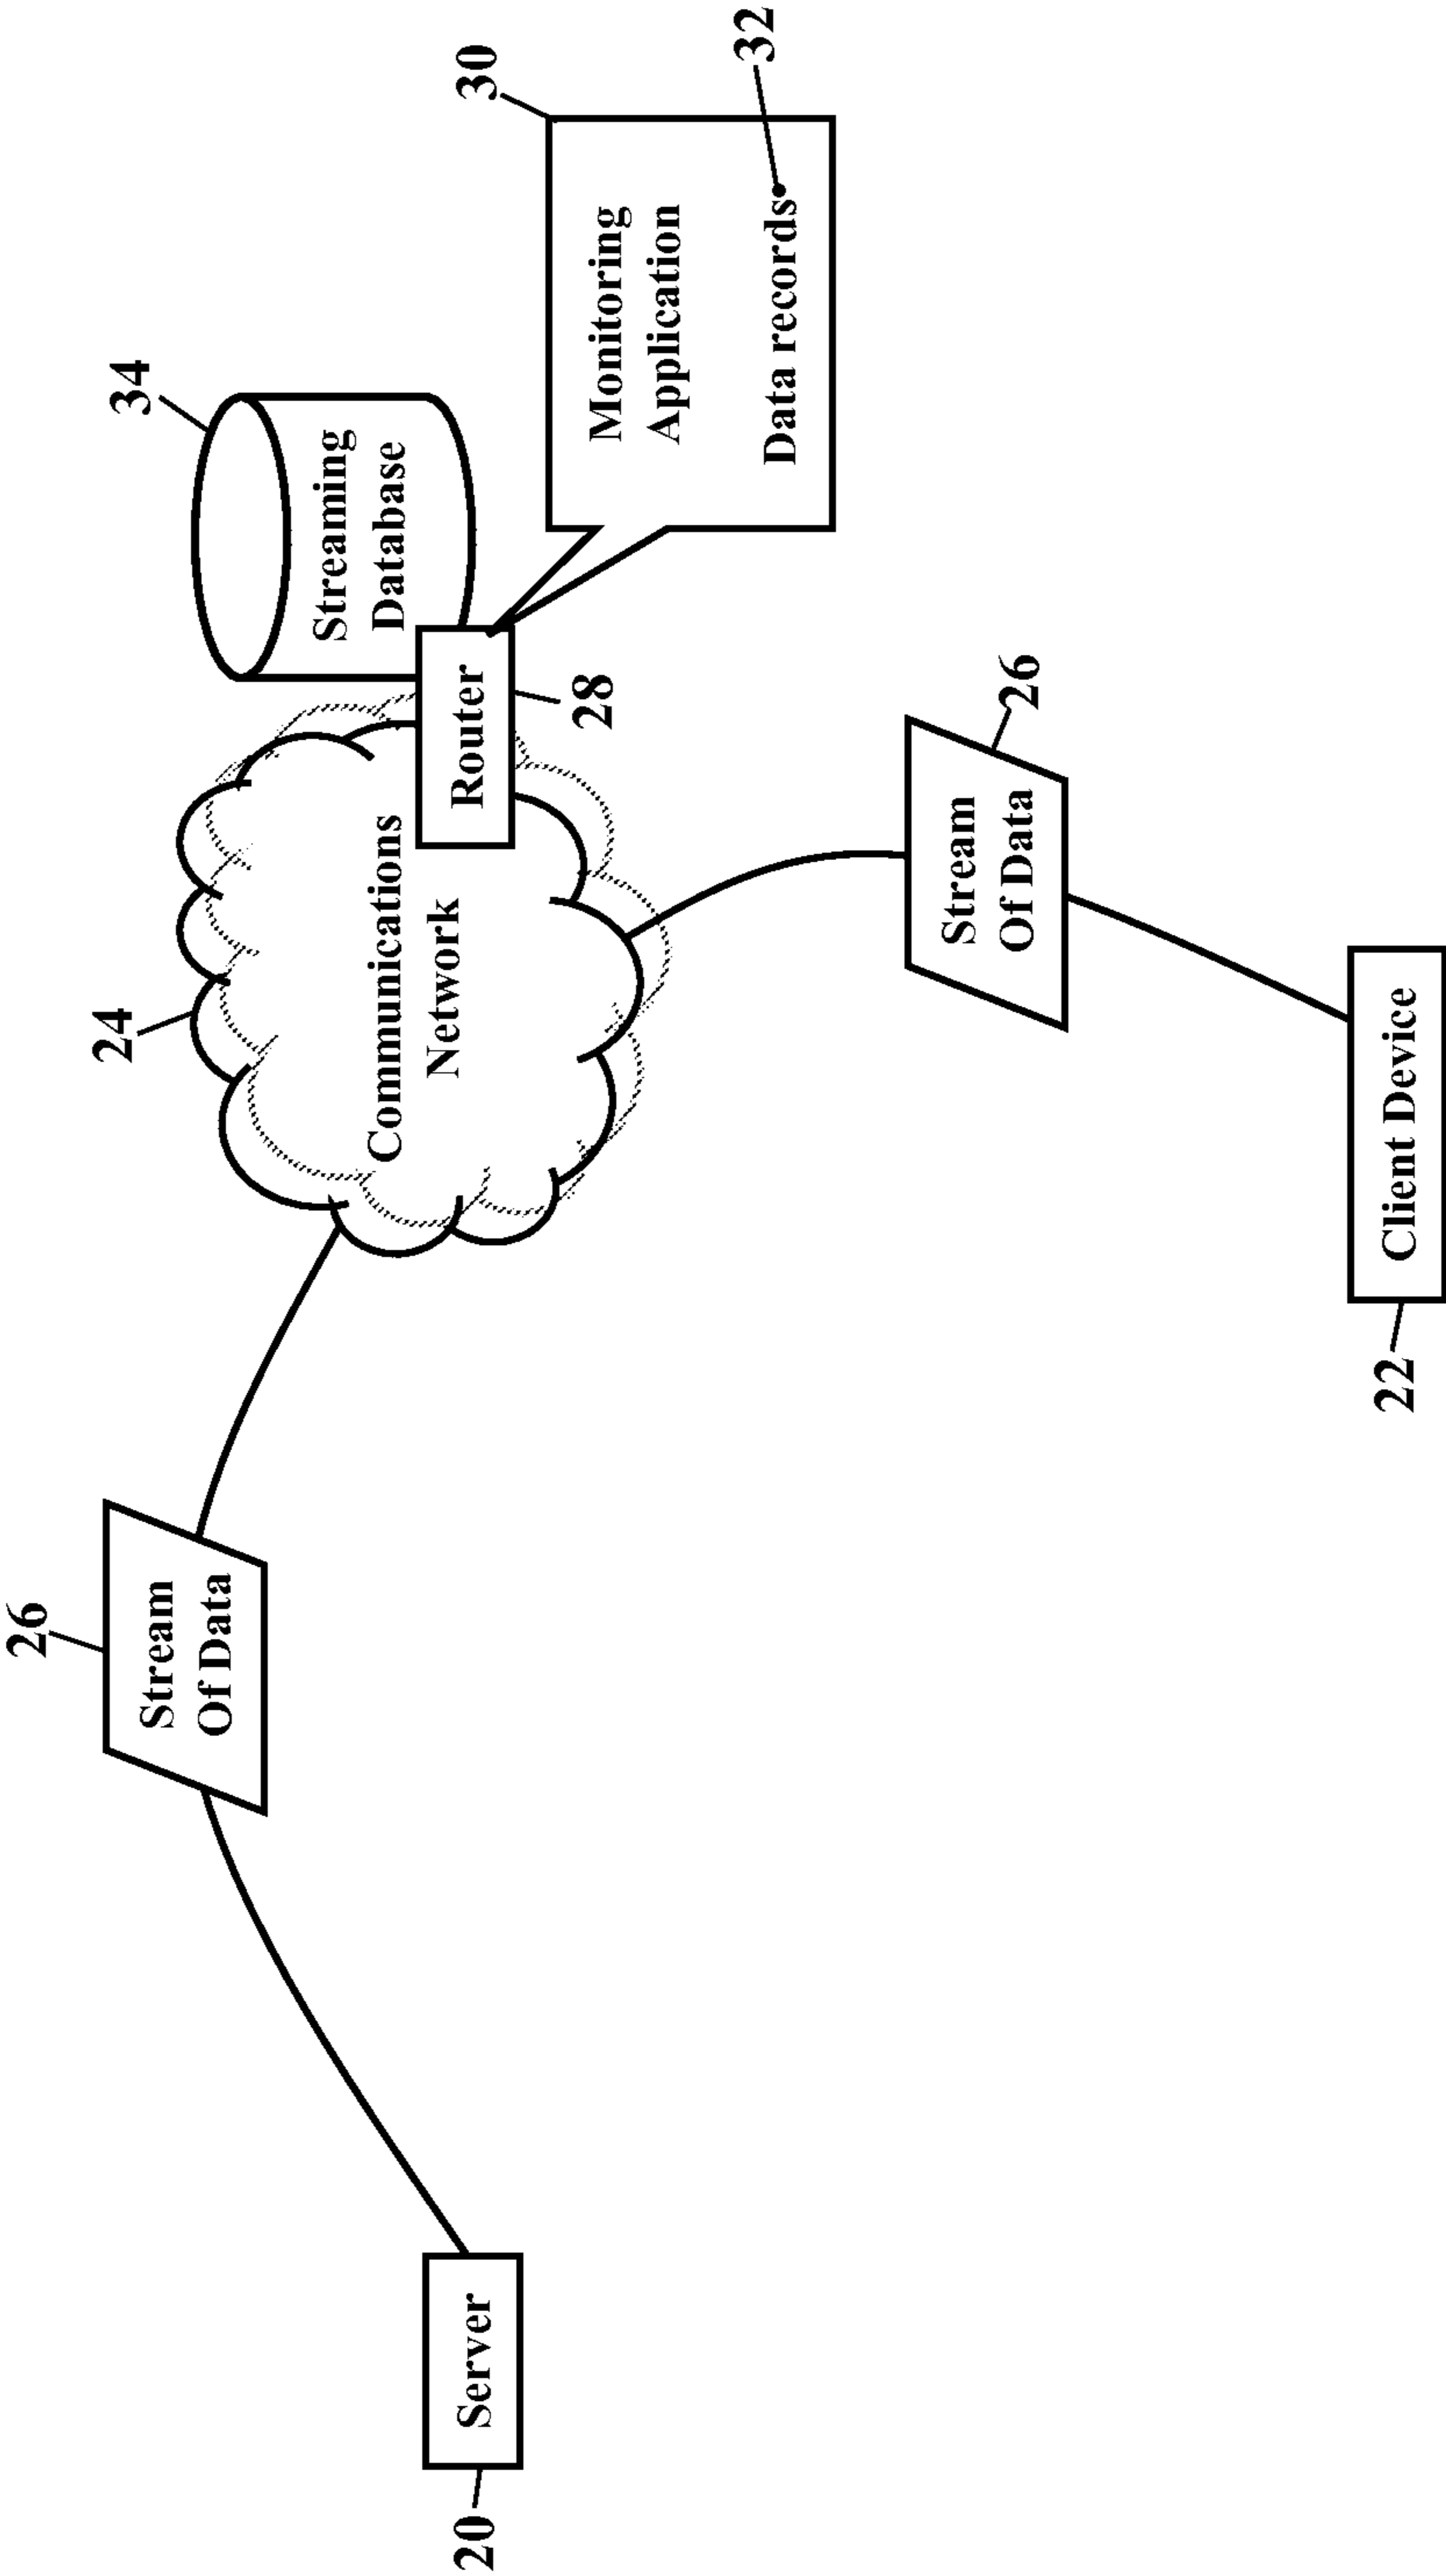 26
Stream
Of Data
24
34
Streaming
Database
Communications
Network
Router
28
30
Monitoring
Application
Data records
32
20
Server
26
Stream
Of Data
22
Client Device